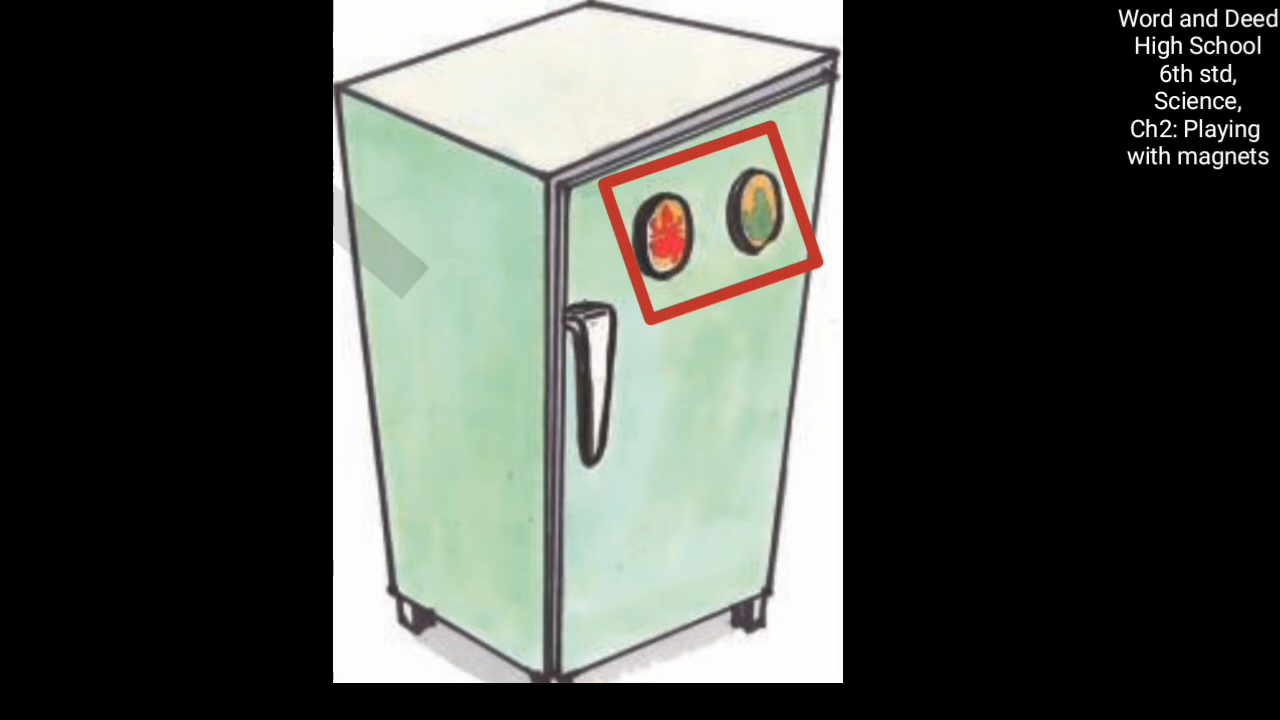 Word and Deed
High School
6th std,
Science,
Ch2: Playing
with magnets